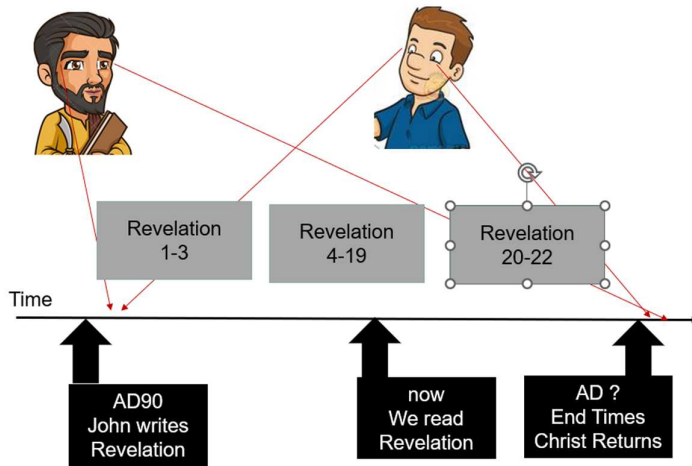 Revelation
1-3
Revelation
4-19
Revelation
20-22
Time
AD90
John writes
Revelation
now
We read
Revelation
AD ?
End Times
Christ Returns